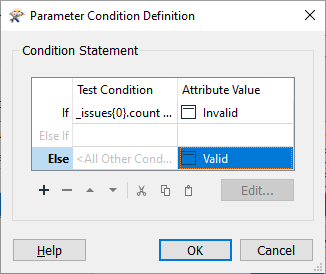 Parameter Condition Definition
Condition Statement
Test Condition Attribute Value
If _issues{0}.count ... Invalid
Else If
Else <All Other Cond... Valid
Edit...
Help OK Cancel